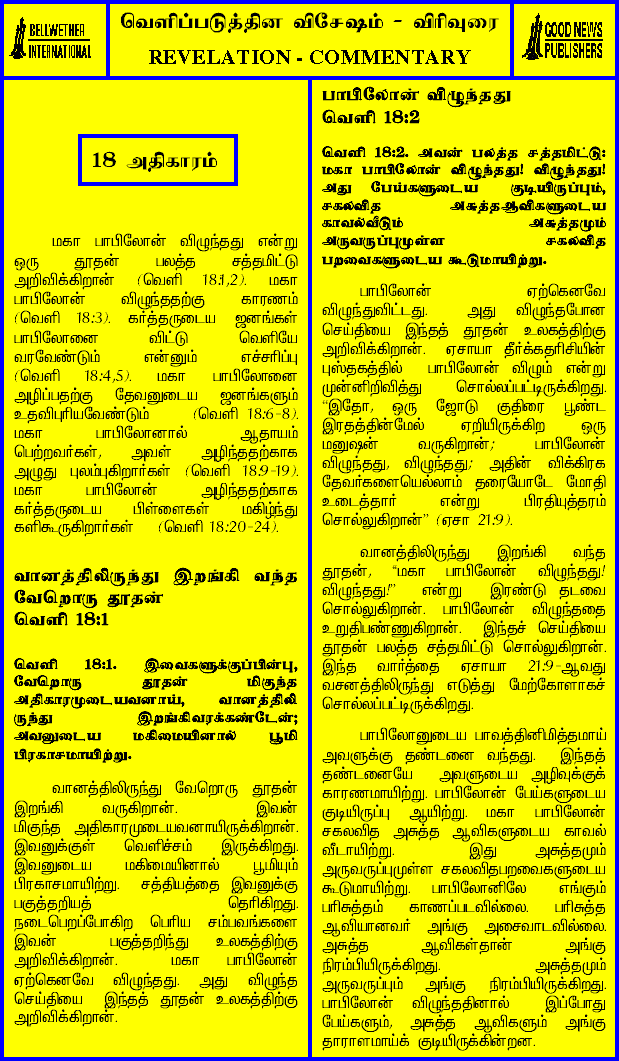 BELLWETHER
INTERNATIONAL
வெளிப்படுத்தின விசேஷம் - விரிவுரை
REVELATION - COMMENTARY
GOOD NEWS
PUBLISHERS
18 அதிகாரம்
மகா பாபிலோன் விழுந்தது என்று
ஒரு தூதன் பலத்த சத்தமிட்டு
அறிவிக்கிறான் (வெளி 18:1,2). மகா
பாபிலோன் விழுந்ததற்கு காரணம்
(வெளி 18:3). கர்த்தருடைய ஜனங்கள்
பாபிலோனை விட்டு வெளியே
வரவேண்டும் என்னும் எச்சரிப்பு
(வெளி 18:4,5). மகா பாபிலோனை
அழிப்பதற்கு தேவனுடைய ஜனங்களும்
உதவிபுரியவேண்டும் (வெளி 18:6-8).
மகா பாபிலோனால் ஆதாயம்
பெற்றவர்கள், அவள் அழிந்ததற்காக
அழுது புலம்புகிறார்கள் (வெளி 18:9-19).
மகா பாபிலோன் அழிந்ததற்காக
கர்த்தருடைய பிள்ளைகள் மகிழ்ந்து
களிகூருகிறார்கள் (வெளி 18:20-24).
வானத்திலிருந்து இறங்கி வந்த
வேறொரு தூதன்
வெளி 18:1
வெளி 18:1. இவைகளுக்குப்பின்பு,
வேறொரு தூதன் மிகுந்த
அதிகாரமுடையவனாய், வானத்திலி
ருந்து இறங்கிவரக்கண்டேன்;
அவனுடைய மகிமையினால் பூமி
பிரகாசமாயிற்று.
வானத்திலிருந்து வேறொரு தூதன்
இறங்கி வருகிறான். இவன்
மிகுந்த அதிகாரமுடையவனாயிருக்கிறான்.
இவனுக்குள் வெளிச்சம் இருக்கிறது.
இவனுடைய மகிமையினால் பூமியும்
பிரகாசமாயிற்று. சத்தியத்தை இவனுக்கு
பகுத்தறியத் தெரிகிறது.
நடைபெறப்போகிற பெரிய சம்பவங்களை
இவன் பகுத்தறிந்து உலகத்திற்கு
அறிவிக்கிறான். மகா பாபிலோன்
ஏற்கெனவே விழுந்தது. அது விழுந்த
செய்தியை இந்தத் தூதன் உலகத்திற்கு
அறிவிக்கிறான்.
பாபிலோன் விழுந்தது
வெளி 18:2
வெளி 18:2. அவன் பலத்த சத்தமிட்டு:
மகா பாபிலோன் விழுந்தது! விழுந்தது!
அது பேய்களுடைய குடியிருப்பும்,
சகலவித அசுத்தஆவிகளுடைய
காவல்வீடும் அசுத்தமும்
அருவருப்புமுள்ள சகலவித
பறவைகளுடைய கூடுமாயிற்று.
பாபிலோன் ஏற்கெனவே
விழுந்துவிட்டது. அது விழுந்தபோன
செய்தியை இந்தத் தூதன் உலகத்திற்கு
அறிவிக்கிறான். ஏசாயா தீர்க்கதரிசியின்
புஸ்தகத்தில் பாபிலோன் விழும் என்று
முன்னிறிவித்து சொல்லப்பட்டிருக்கிறது.
“இதோ, ஒரு ஜோடு குதிரை பூண்ட
இரதத்தின்மேல் ஏறியிருக்கிற ஒரு
மனுஷன் வருகிறான்; பாபிலோன்
விழுந்தது, விழுந்தது; அதின் விக்கிரக
தேவர்களையெல்லாம் தரையோடே மோதி
உடைத்தார் என்று பிரதியுத்தரம்
சொல்லுகிறான்” (ஏசா 21:9).
வானத்திலிருந்து இறங்கி வந்த
தூதன், “மகா பாபிலோன் விழுந்தது!
விழுந்தது!” என்று இரண்டு தடவை
சொல்லுகிறான். பாபிலோன் விழுந்ததை
உறுதிபண்ணுகிறான். இந்தச் செய்தியை
தூதன் பலத்த சத்தமிட்டு சொல்லுகிறான்.
இந்த வார்த்தை ஏசாயா 21:9-ஆவது
வசனத்திலிருந்து எடுத்து மேற்கோளாகச்
சொல்லப்பட்டிருக்கிறது.
பாபிலோனுடைய பாவத்தினிமித்தமாய்
அவளுக்கு தண்டனை வந்தது. இந்தத்
தண்டனையே அவளுடைய அழிவுக்குக்
காரணமாயிற்று. பாபிலோன் பேய்களுடைய
குடியிருப்பு ஆயிற்று. மகா பாபிலோன்
சகலவித அசுத்த ஆவிகளுடைய காவல்
வீடாயிற்று. இது அசுத்தமும்
அருவருப்புமுள்ள சகலவிதபறவைகளுடைய
கூடுமாயிற்று. பாபிலோனிலே எங்கும்
பரிசுத்தம் காணப்படவில்லை. பரிசுத்த
ஆவியானவர் அங்கு அசைவாடவில்லை.
அசுத்த ஆவிகள்தான் அங்கு
நிரம்பியிருக்கிறது. அசுத்தமும்
அருவருப்பும் அங்கு நிரம்பியிருக்கிறது.
பாபிலோன் விழுந்ததினால் இப்போது
பேய்களும், அசுத்த ஆவிகளும் அங்கு
தாராளமாய்க் குடியிருக்கின்றன.